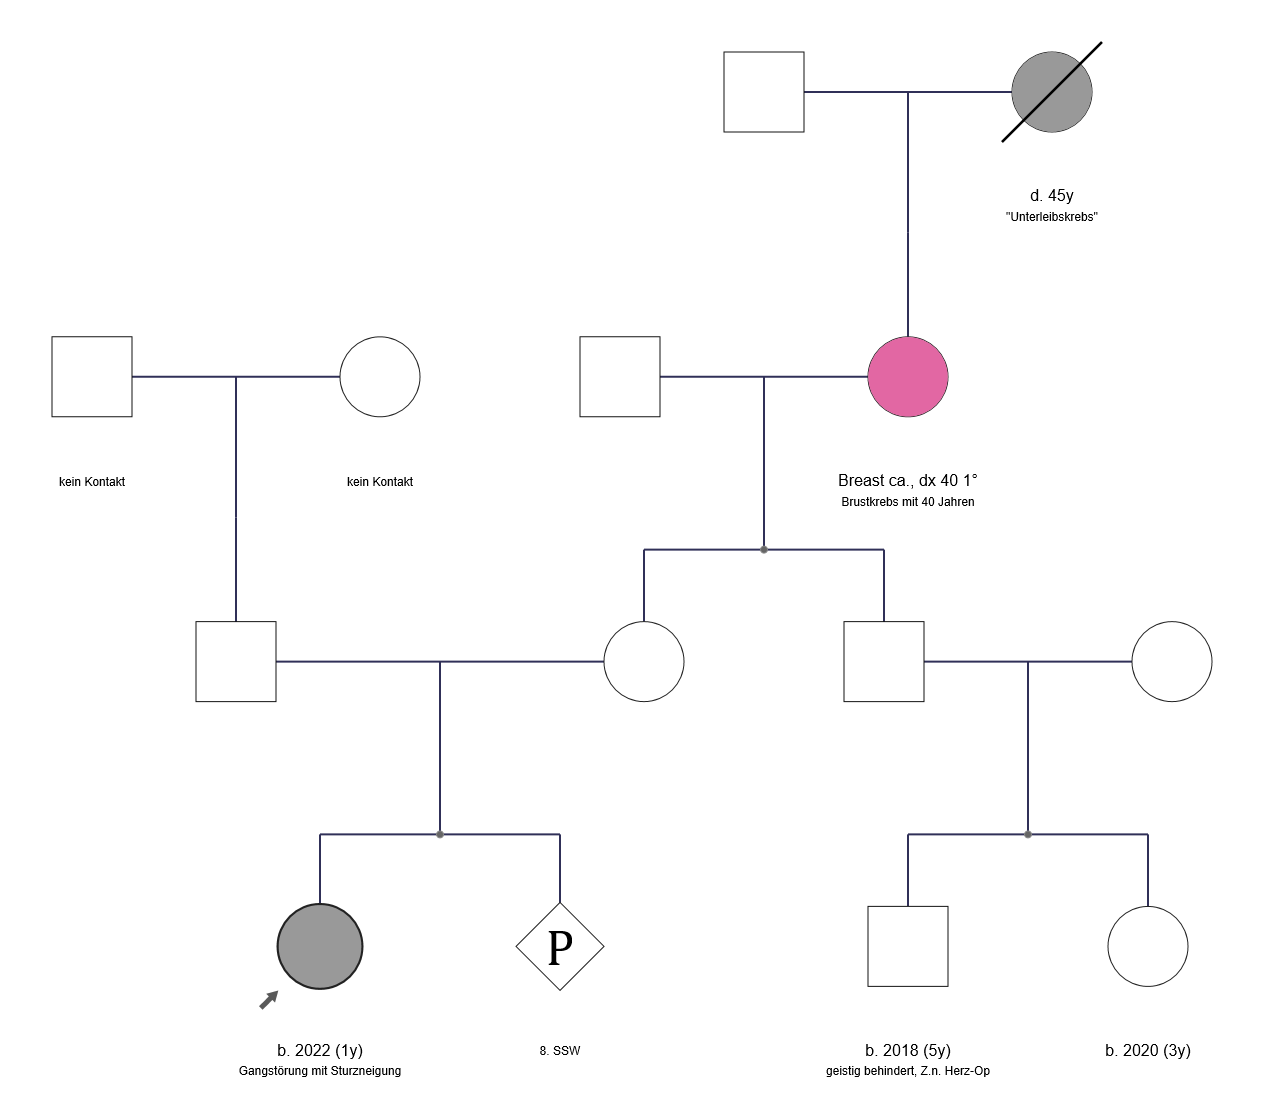 d. 45y
"Unterleibskrebs"
kein Kontakt
kein Kontakt
Breast ca., dx 40 1°
Brustkrebs mit 40 Jahren
P
b. 2022 (1y)
Gangstörung mit Sturzneigung
8. SSW
b. 2018 (5y)
geistig behindert, Z.n. Herz-Op
b. 2020 (3y)